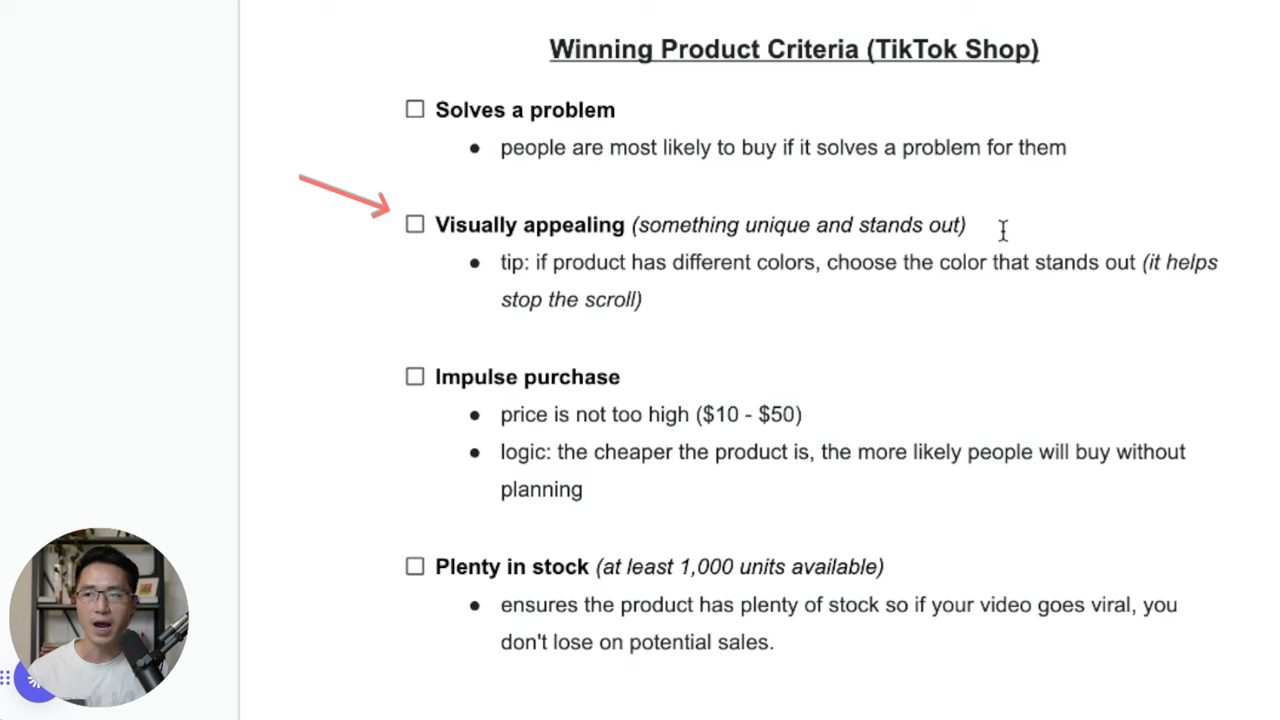 Winning Product Criteria (TikTok Shop)
☐ Solves a problem
● people are most likely to buy if it solves a problem for them
☐ Visually appealing (something unique and stands out)
● tip: if product has different colors, choose the color that stands out (it helps
stop the scroll)
☐ Impulse purchase
● price is not too high ($10 - $50)
● logic: the cheaper the product is, the more likely people will buy without
planning
☐ Plenty in stock (at least 1,000 units available)
● ensures the product has plenty of stock so if your video goes viral, you
don't lose on potential sales.